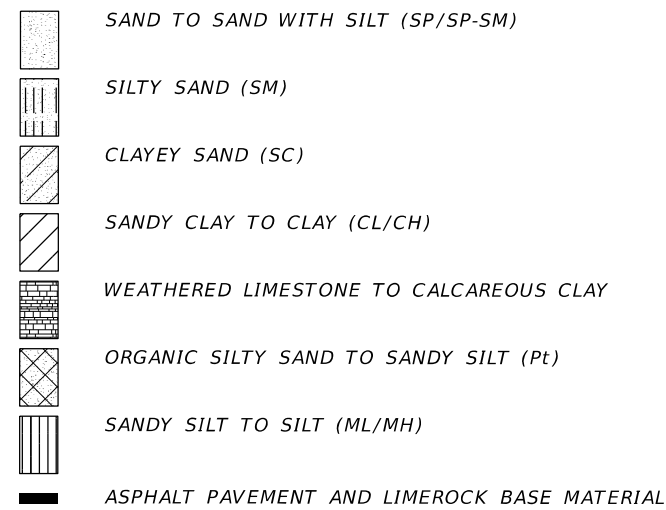 SAND TO SAND WITH SILT (SP/SP-SM)
SILTY SAND (SM)
CLAYEY SAND (SC)
SANDY CLAY TO CLAY (CL/CH)
WEATHERED LIMESTONE TO CALCAREOUS CLAY
ORGANIC SILTY SAND TO SANDY SILT (Pt)
SANDY SILT TO SILT (ML/MH)
ASPHALT PAVEMENT AND LIMEROCK BASE MATERIAL